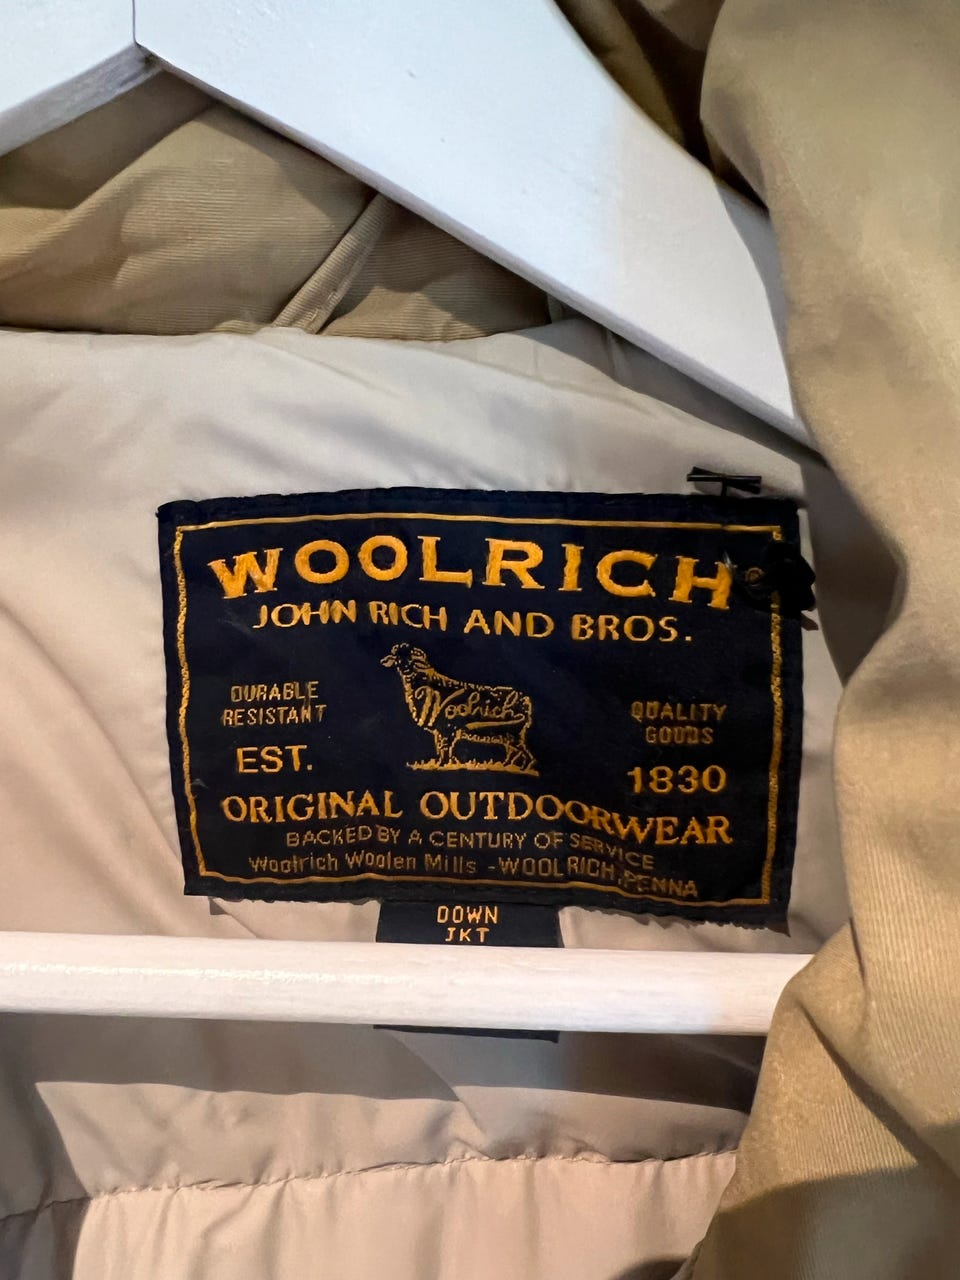 WOOLRICH®
JOHN RICH AND BROS.
Woolrich
DURABLE
RESISTANT
QUALITY
GOODS
EST.
1830
ORIGINAL OUTDOORWEAR
BACKED BY A CENTURY OF SERVICE
Woolrich Woolen Mills - WOOLRICH, PENNA
DOWN
JKT